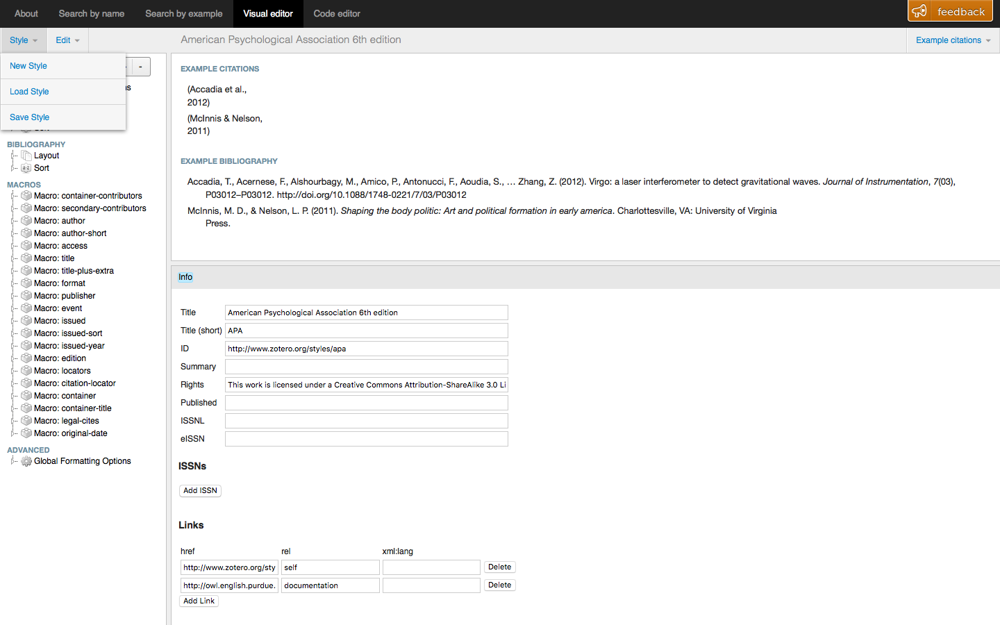 About
Search by name
Search by example
Visual editor
Code editor
feedback
Style
Edit
American Psychological Association 6th edition
Example citations
New Style
Load Style
Save Style
-
BIBLIOGRAPHY
Layout
Sort
MACROS
Macro: container-contributors
Macro: secondary-contributors
Macro: author
Macro: author-short
Macro: access
Macro: title
Macro: title-plus-extra
Macro: format
Macro: publisher
Macro: event
Macro: issued
Macro: issued-sort
Macro: issued-year
Macro: edition
Macro: locators
Macro: citation-locator
Macro: container
Macro: container-title
Macro: legal-cites
Macro: original-date
ADVANCED
Global Formatting Options
EXAMPLE CITATIONS
(Accadia et al.,
2012)
(McInnis & Nelson,
2011)
EXAMPLE BIBLIOGRAPHY
Accadia, T., Acernese, F., Alshourbagy, M., Amico, P., Antonucci, F., Aoudia, S., … Zhang, Z. (2012). Virgo: a laser interferometer to detect gravitational waves. Journal of Instrumentation, 7(03),
P03012–P03012. http://doi.org/10.1088/1748-0221/7/03/P03012
McInnis, M. D., & Nelson, L. P. (2011). Shaping the body politic: Art and political formation in early america. Charlottesville, VA: University of Virginia
Press.
Info
Title American Psychological Association 6th edition
Title (short) APA
ID http://www.zotero.org/styles/apa
Summary
Rights This work is licensed under a Creative Commons Attribution-ShareAlike 3.0 Li
Published
ISSNL
eISSN
ISSNs
Add ISSN
Links
href rel xml:lang
http://www.zotero.org/sty self Delete
http://owl.english.purdue. documentation Delete
Add Link